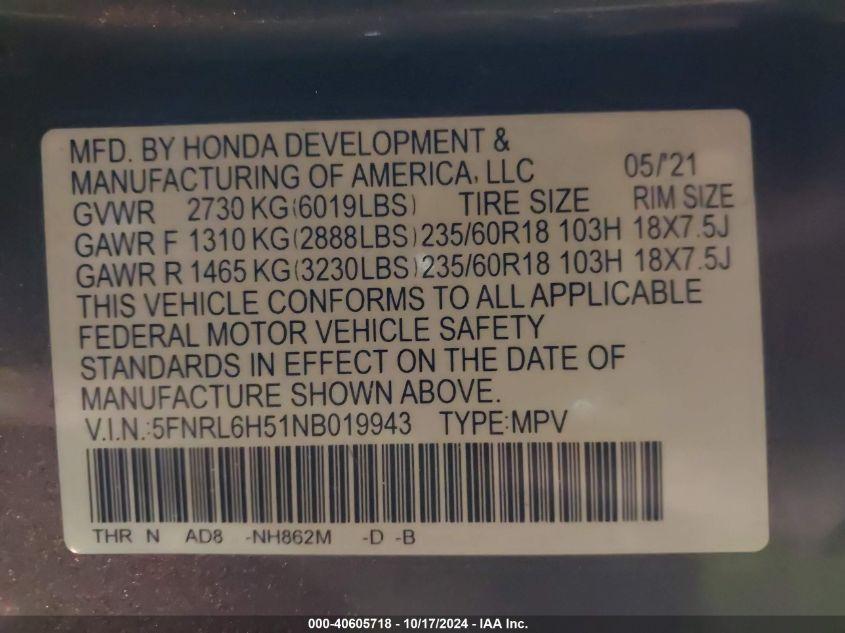 MFD. BY HONDA DEVELOPMENT &
MANUFACTURING OF AMERICA, LLC 05/'21
GVWR 2730 KG(6019LBS) TIRE SIZE RIM SIZE
GAWR F 1310 KG(2888LBS) 235/60R18 103H 18X7.5J
GAWR R 1465 KG(3230LBS) 235/60R18 103H 18X7.5J
THIS VEHICLE CONFORMS TO ALL APPLICABLE
FEDERAL MOTOR VEHICLE SAFETY
STANDARDS IN EFFECT ON THE DATE OF
MANUFACTURE SHOWN ABOVE.
V.I.N.:5FNRL6H51NB019943 TYPE:MPV
THR N AD8 -NH862M -D -B
000-40605718 - 10/17/2024 - IAA Inc.